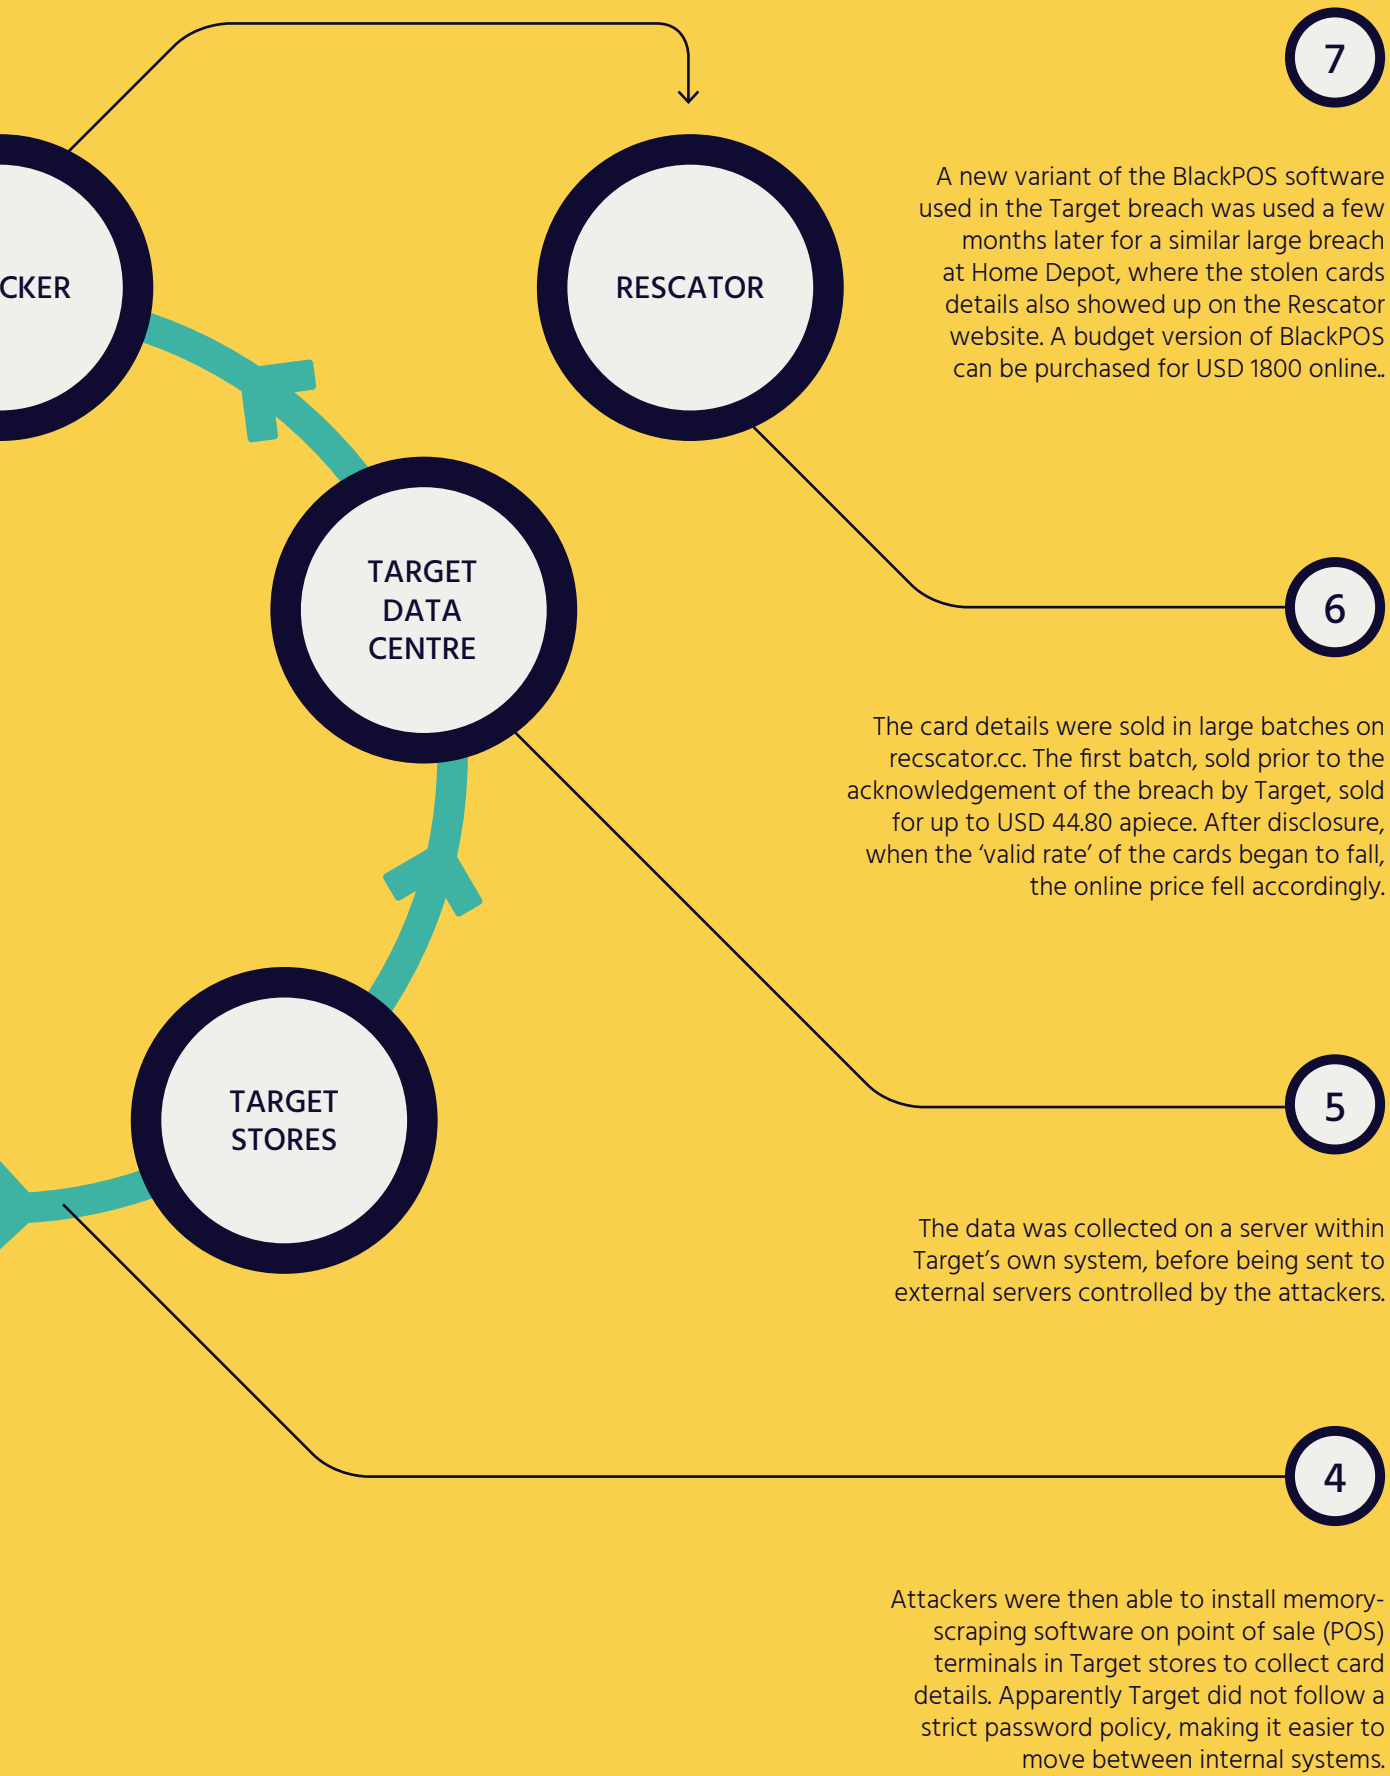 7
A new variant of the BlackPOS software
used in the Target breach was used a few
months later for a similar large breach
at Home Depot, where the stolen cards
details also showed up on the Rescator
website. A budget version of BlackPOS
can be purchased for USD 1800 online..
CKER
RESCATOR
TARGET
DATA
CENTRE
6
The card details were sold in large batches on
recscator.cc. The first batch, sold prior to the
acknowledgement of the breach by Target, sold
for up to USD 44.80 apiece. After disclosure,
when the ‘valid rate’ of the cards began to fall,
the online price fell accordingly.
TARGET
STORES
5
The data was collected on a server within
Target’s own system, before being sent to
external servers controlled by the attackers.
4
Attackers were then able to install memory-
scraping software on point of sale (POS)
terminals in Target stores to collect card
details. Apparently Target did not follow a
strict password policy, making it easier to
move between internal systems.